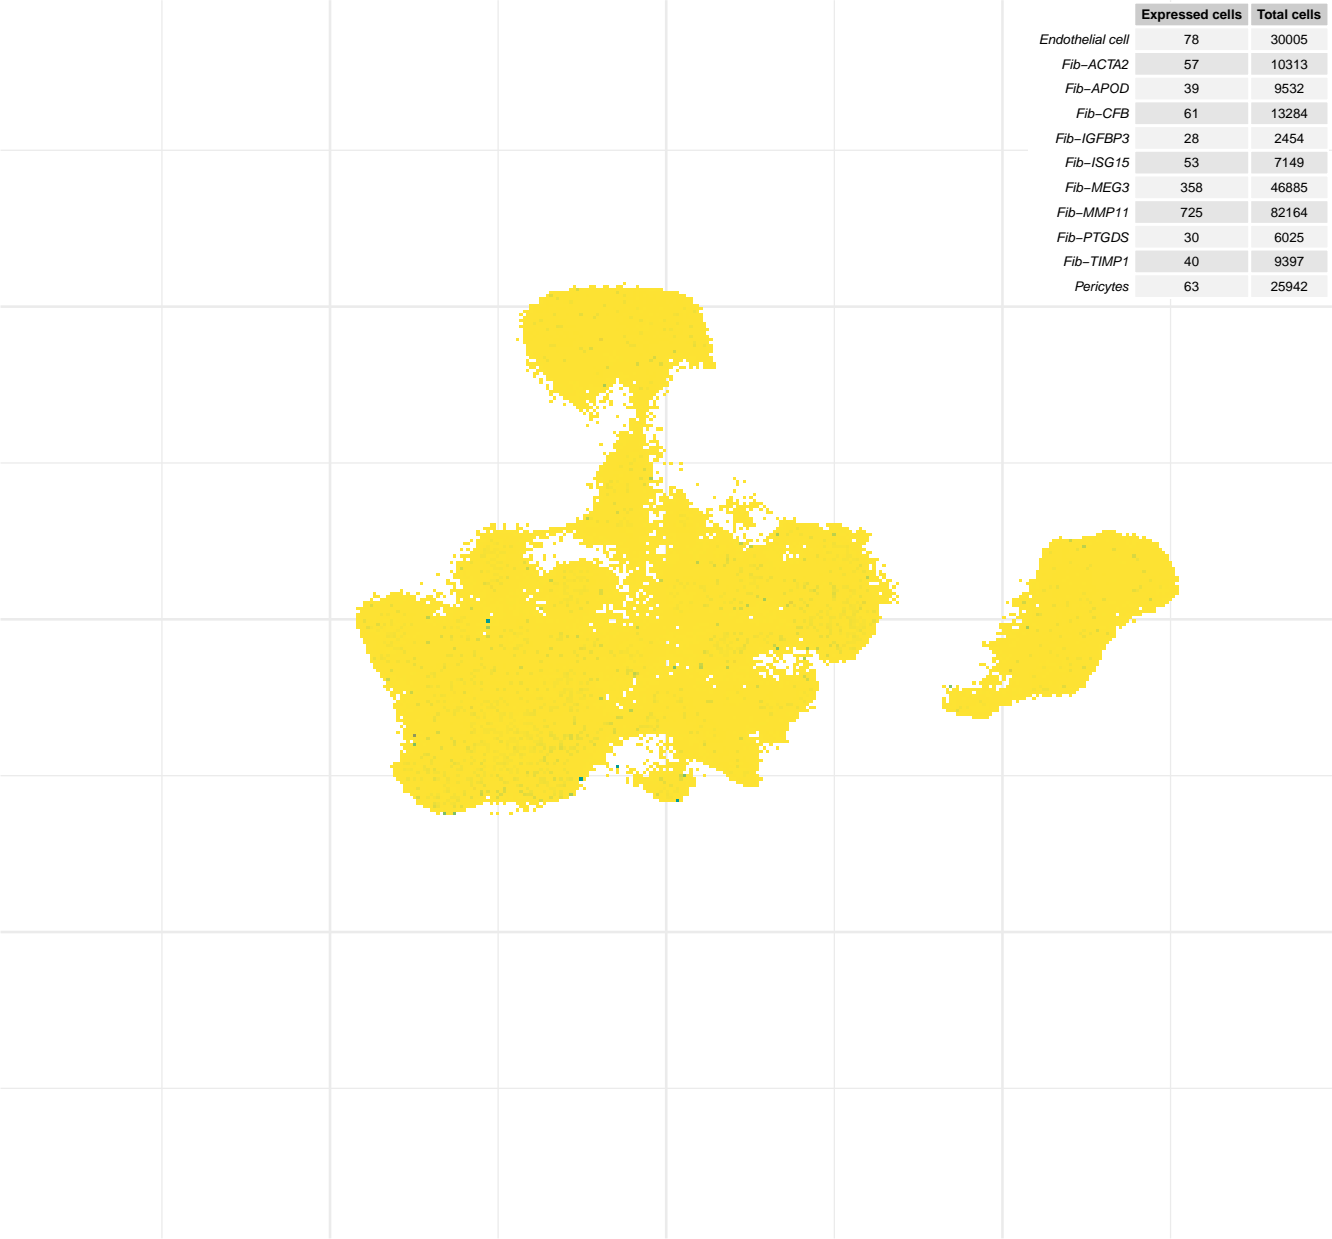 Expressed cells Total cells
Endothelial cell 78 30005
Fib−ACTA2 57 10313
Fib−APOD 39 9532
Fib−CFB 61 13284
Fib−IGFBP3 28 2454
Fib−ISG15 53 7149
Fib−MEG3 358 46885
Fib−MMP11 725 82164
Fib−PTGDS 30 6025
Fib−TIMP1 40 9397
Pericytes 63 25942